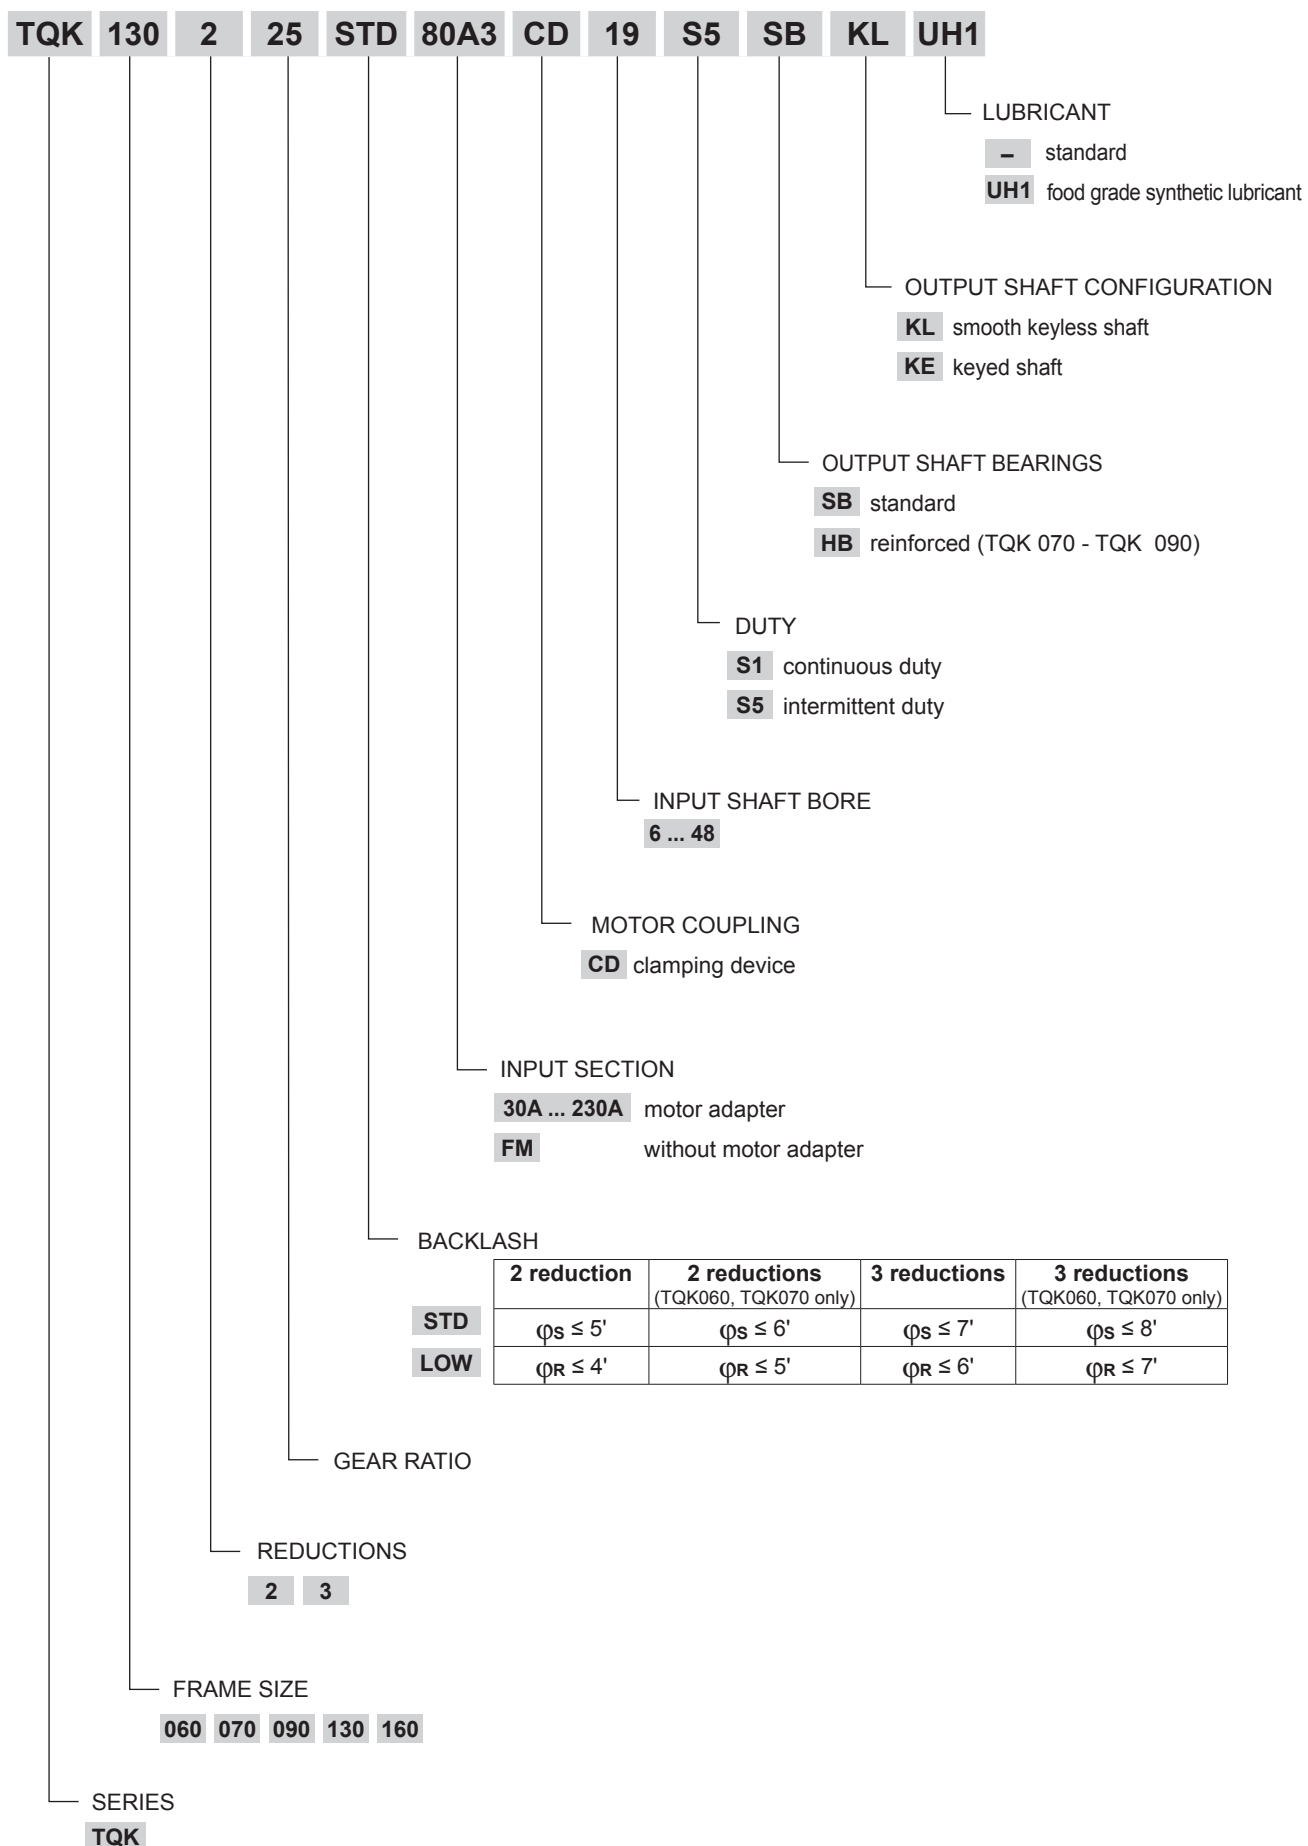 TQK 130 2 25 STD 80A3 CD 19 S5 SB KL UH1
LUBRICANT
– standard
UH1 food grade synthetic lubricant
OUTPUT SHAFT CONFIGURATION
KL smooth keyless shaft
KE keyed shaft
OUTPUT SHAFT BEARINGS
SB standard
HB reinforced (TQK 070 - TQK 090)
DUTY
S1 continuous duty
S5 intermittent duty
INPUT SHAFT BORE
6 ... 48
MOTOR COUPLING
CD clamping device
INPUT SECTION
30A ... 230A motor adapter
FM without motor adapter
BACKLASH
2 reduction 2 reductions 3 reductions 3 reductions
(TQK060, TQK070 only) (TQK060, TQK070 only)
STD φS ≤ 5' φS ≤ 6' φS ≤ 7' φS ≤ 8'
LOW φR ≤ 4' φR ≤ 5' φR ≤ 6' φR ≤ 7'
GEAR RATIO
REDUCTIONS
2 3
FRAME SIZE
060 070 090 130 160
SERIES
TQK